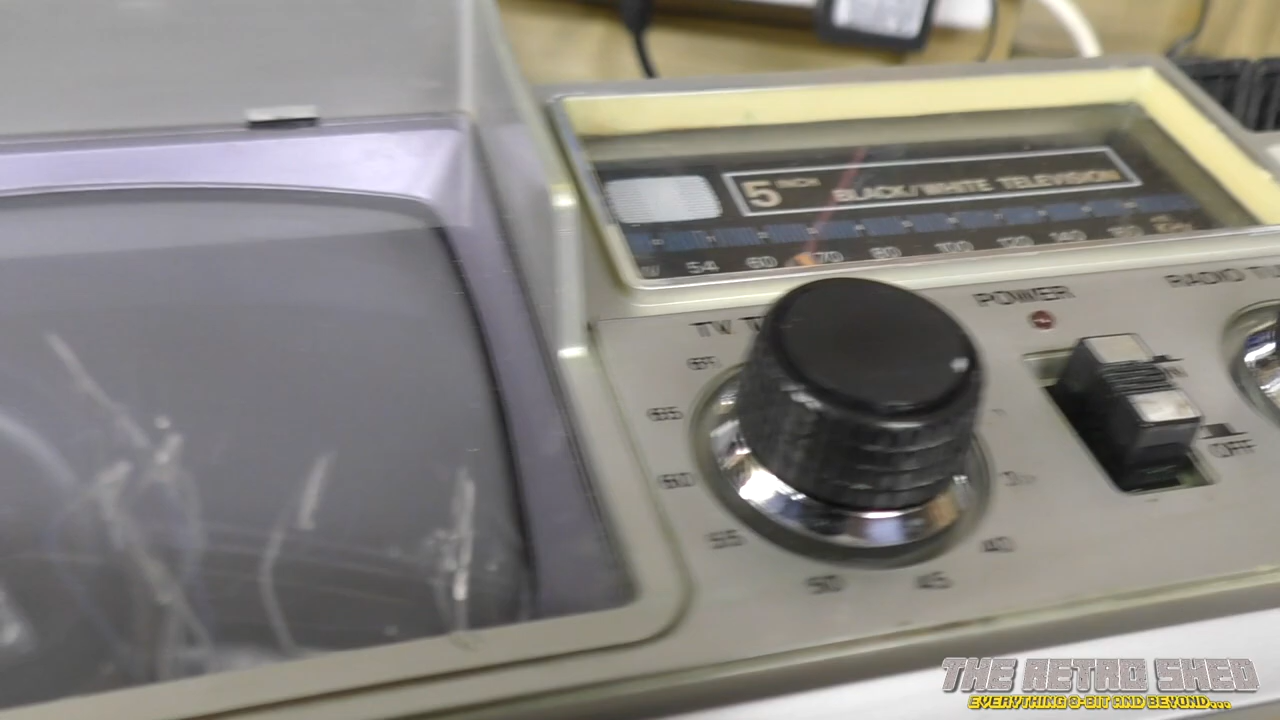 5 INCH BLACK/WHITE TELEVISION
54 60 70 80 100 120 140 160
TV
POWER
RADIO
65
60
55
50
45
40
OFF
THE RETRO SHED
EVERYTHING 8-BIT AND BEYOND...